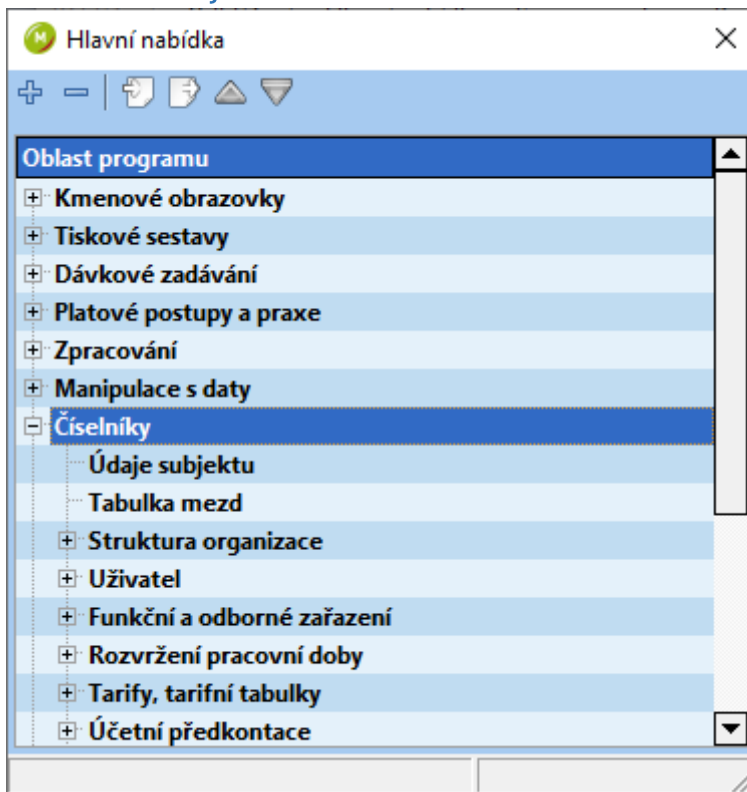 Hlavní nabídka
Oblast programu
Kmenové obrazovky
Tiskové sestavy
Dávkové zadávání
Platové postupy a praxe
Zpracování
Manipulace s daty
Číselníky
Údaje subjektu
Tabulka mezd
Struktura organizace
Uživatel
Funkční a odborné zařazení
Rozvržení pracovní doby
Tarify, tarifní tabulky
Účetní předkontace